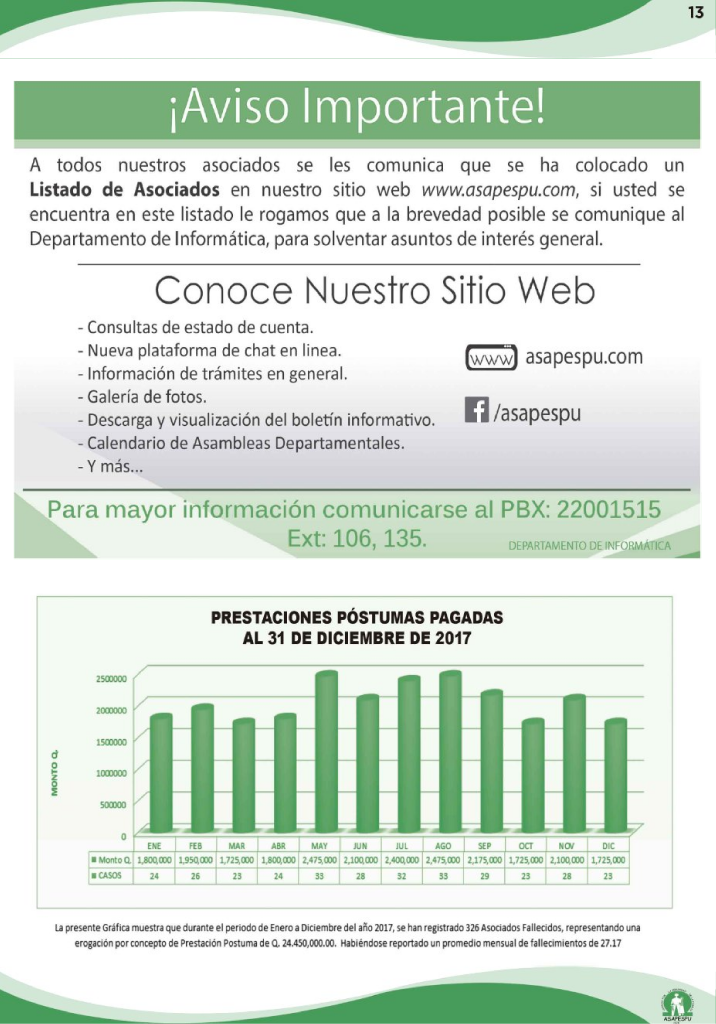 13
¡Aviso Importante!
A todos nuestros asociados se les comunica que se ha colocado un
Listado de Asociados en nuestro sitio web www.asapespu.com, si usted se
encuentra en este listado le rogamos que a la brevedad posible se comunique al
Departamento de Informática, para solventar asuntos de interés general.
Conoce Nuestro Sitio Web
- Consultas de estado de cuenta.
- Nueva plataforma de chat en linea.
- Información de trámites en general.
- Galería de fotos.
- Descarga y visualización del boletín informativo.
- Calendario de Asambleas Departamentales.
- Y más...
www asapespu.com
f /asapespu
Para mayor información comunicarse al PBX: 22001515
Ext: 106, 135.
DEPARTAMENTO DE INFORMÁTICA
PRESTACIONES PÓSTUMAS PAGADAS
AL 31 DE DICIEMBRE DE 2017
MONTO Q.
2500000
2000000
1500000
1000000
500000
0
ENE FEB MAR ABR MAY JUN JUL AGO SEP OCT NOV DIC
Monto Q. 1,800,000 1,950,000 1,725,000 1,800,000 2,475,000 2,100,000 2,400,000 2,475,000 2,175,000 1,725,000 2,100,000 1,725,000
CASOS 24 26 23 24 33 28 32 33 29 23 28 23
La presente Gráfica muestra que durante el periodo de Enero a Diciembre del año 2017, se han registrado 326 Asociados Fallecidos, representando una
erogación por concepto de Prestación Postuma de Q. 24.450,000.00. Habiéndose reportado un promedio mensual de fallecimientos de 27.17
ASAPESPU